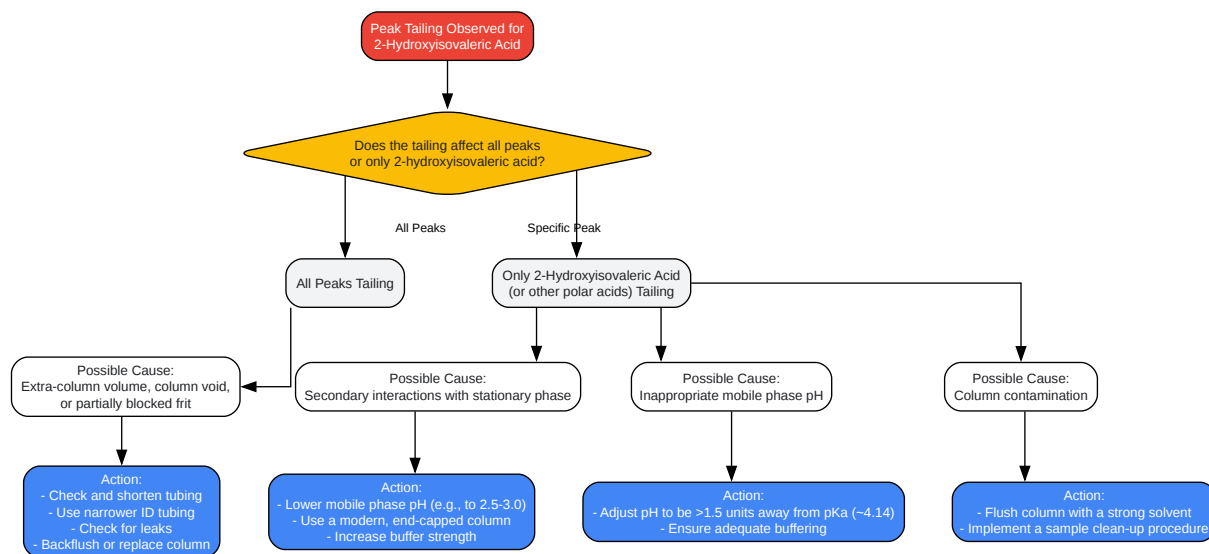 Peak Tailing Observed for
2-Hydroxyisovaleric Acid
Does the tailing affect all peaks
or only 2-hydroxyisovaleric acid?
All Peaks
Specific Peak
All Peaks Tailing
Only 2-Hydroxyisovaleric Acid
(or other polar acids) Tailing
Possible Cause:
Extra-column volume, column void,
or partially blocked frit
Possible Cause:
Secondary interactions with stationary phase
Possible Cause:
Inappropriate mobile phase pH
Possible Cause:
Column contamination
Action:
- Check and shorten tubing
- Use narrower ID tubing
- Check for leaks
- Backflush or replace column
Action:
- Lower mobile phase pH (e.g., to 2.5-3.0)
- Use a modern, end-capped column
- Increase buffer strength
Action:
- Adjust pH to be >1.5 units away from pKa (~4.14)
- Ensure adequate buffering
Action:
- Flush column with a strong solvent
- Implement a sample clean-up procedure